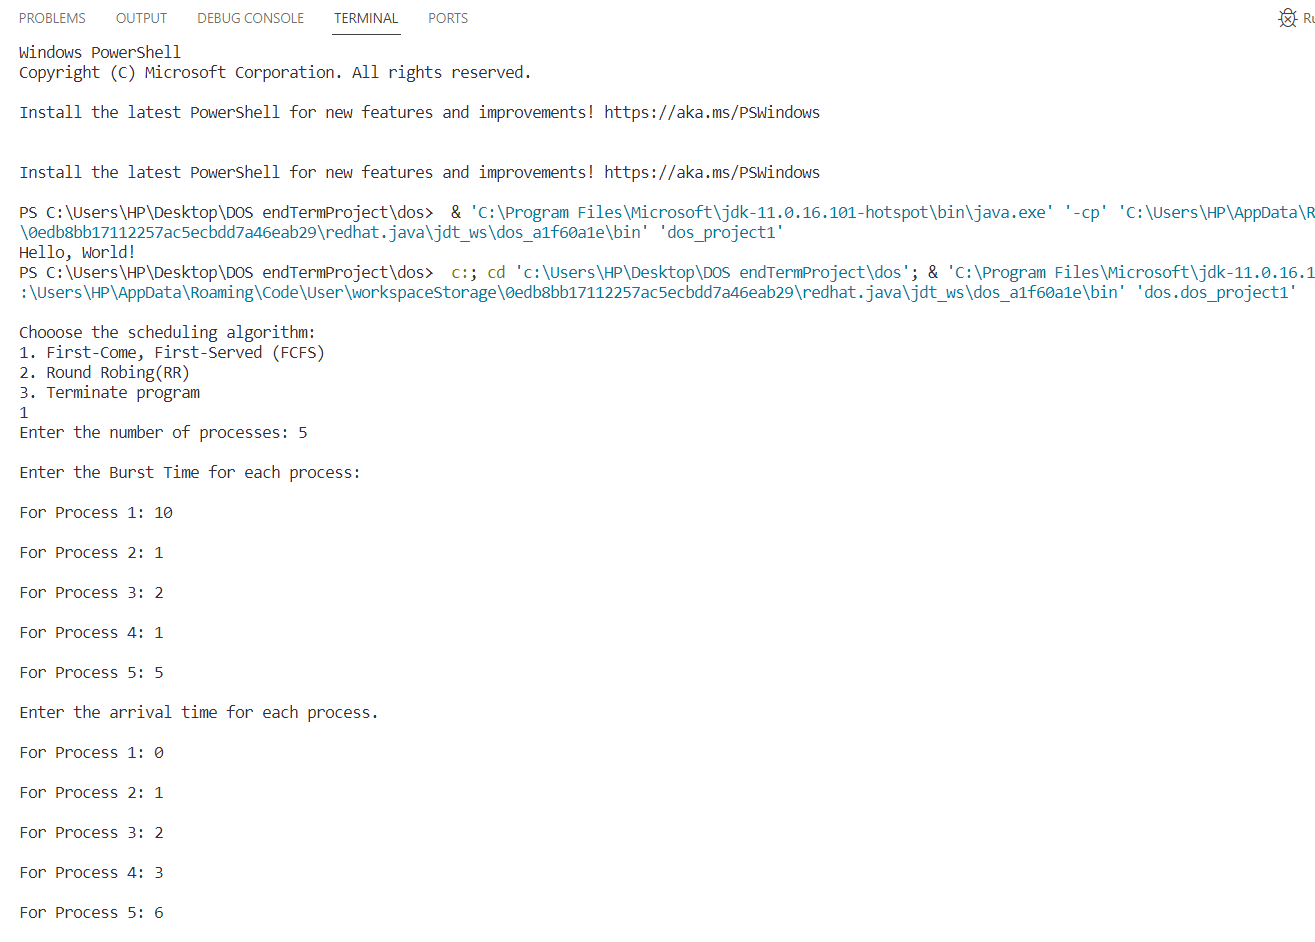 PROBLEMS OUTPUT DEBUG CONSOLE TERMINAL PORTS
Windows PowerShell
Copyright (C) Microsoft Corporation. All rights reserved.
Install the latest PowerShell for new features and improvements! https://aka.ms/PSWindows
Install the latest PowerShell for new features and improvements! https://aka.ms/PSWindows
PS C:\Users\HP\Desktop\DOS endTermProject\dos>  & 'C:\Program Files\Microsoft\jdk-11.0.16.101-hotspot\bin\java.exe' '-cp' 'C:\Users\HP\AppData\R
\0edb8bb17112257ac5ecbdd7a46eab29\redhat.java\jdt_ws\dos_a1f60a1e\bin' 'dos_project1'
Hello, World!
PS C:\Users\HP\Desktop\DOS endTermProject\dos>  c:; cd 'c:\Users\HP\Desktop\DOS endTermProject\dos'; & 'C:\Program Files\Microsoft\jdk-11.0.16.1
:\Users\HP\AppData\Roaming\Code\User\workspaceStorage\0edb8bb17112257ac5ecbdd7a46eab29\redhat.java\jdt_ws\dos_a1f60a1e\bin' 'dos.dos_project1'
Chooose the scheduling algorithm:
1. First-Come, First-Served (FCFS)
2. Round Robing(RR)
3. Terminate program
1
Enter the number of processes: 5
Enter the Burst Time for each process:
For Process 1: 10
For Process 2: 1
For Process 3: 2
For Process 4: 1
For Process 5: 5
Enter the arrival time for each process.
For Process 1: 0
For Process 2: 1
For Process 3: 2
For Process 4: 3
For Process 5: 6